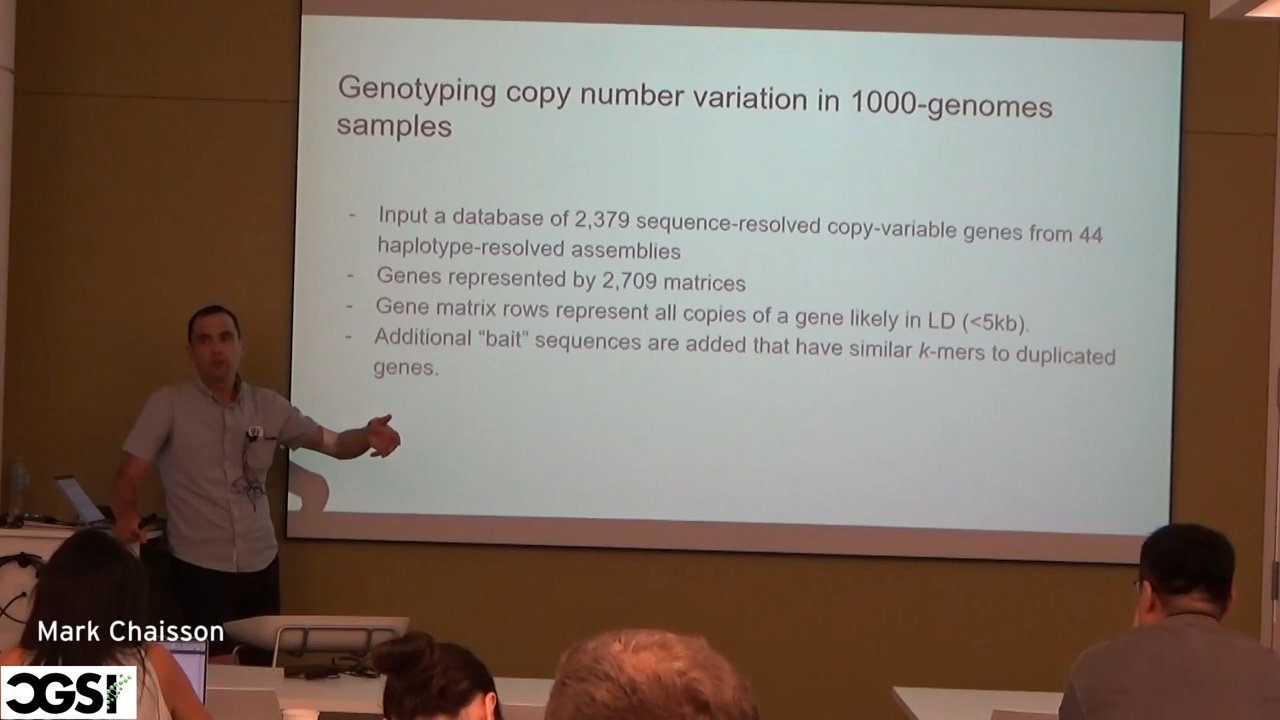 Genotyping copy number variation in 1000-genomes
samples
- Input a database of 2,379 sequence-resolved copy-variable genes from 44
haplotype-resolved assemblies
- Genes represented by 2,709 matrices
- Gene matrix rows represent all copies of a gene likely in LD (<5kb).
- Additional “bait” sequences are added that have similar k-mers to duplicated
genes.
Mark Chaisson
CGSI